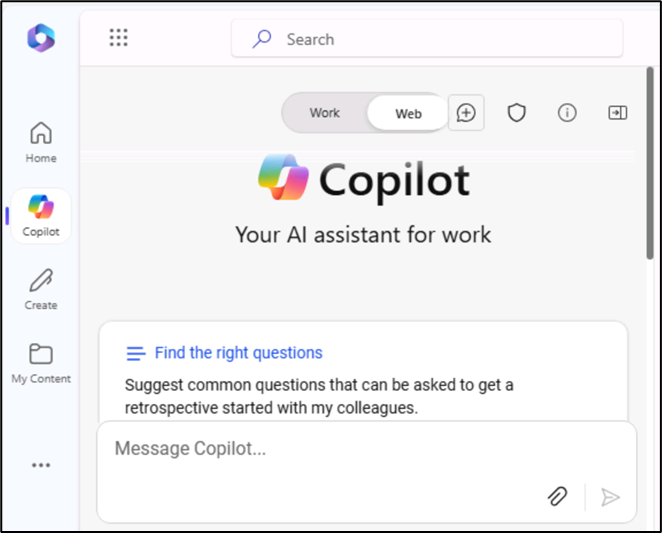 Search
Work
Web
Home
Copilot
Your AI assistant for work
Copilot
Create
My Content
Find the right questions
Suggest common questions that can be asked to get a
retrospective started with my colleagues.
Message Copilot...